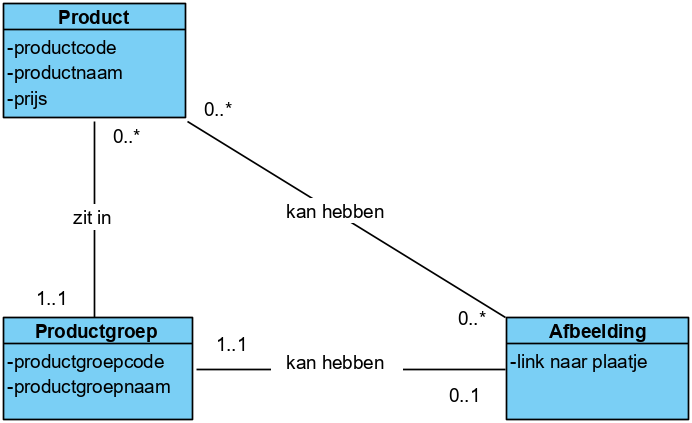 Product
-productcode
-productnaam
-prijs
0..*
0..*
kan hebben
zit in
1..1
0..*
Productgroep
-productgroepcode
-productgroepnaam
1..1
kan hebben
0..1
Afbeelding
-link naar plaatje